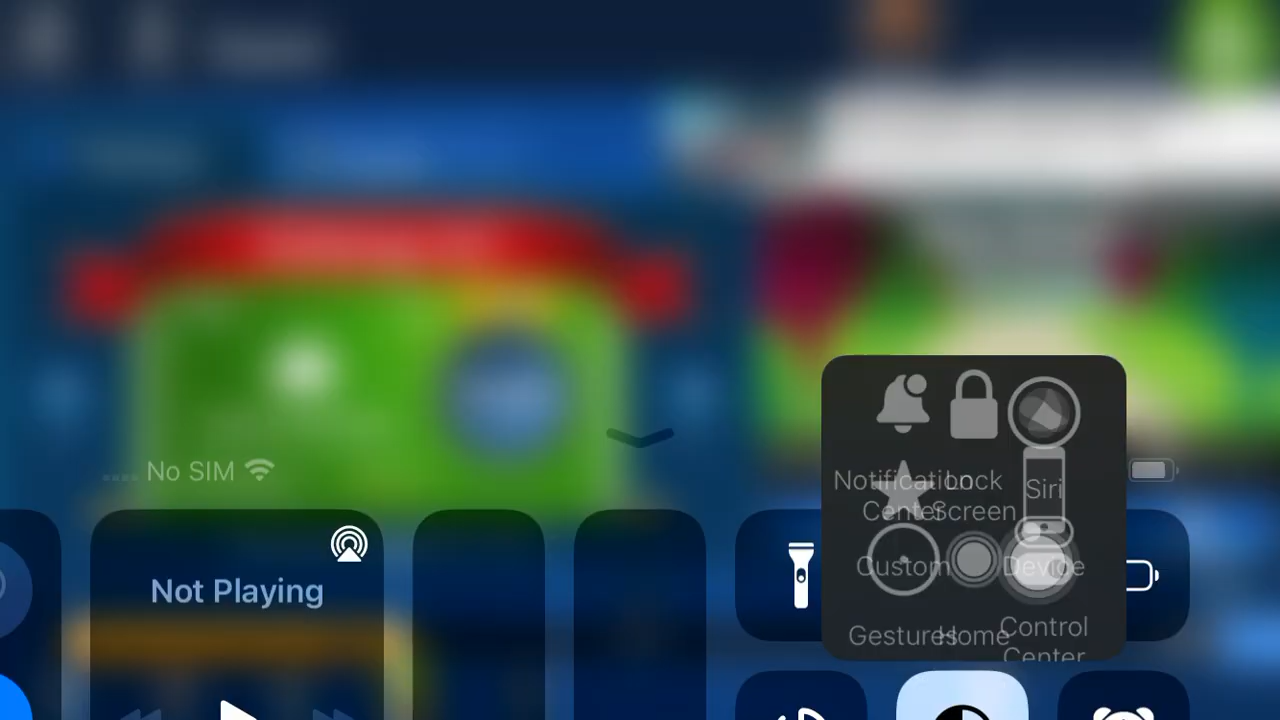 No SIM
Not Playing
Notification
Center
Lock
Screen
Siri
Custom
Device
Gestures
Home
Control
Center